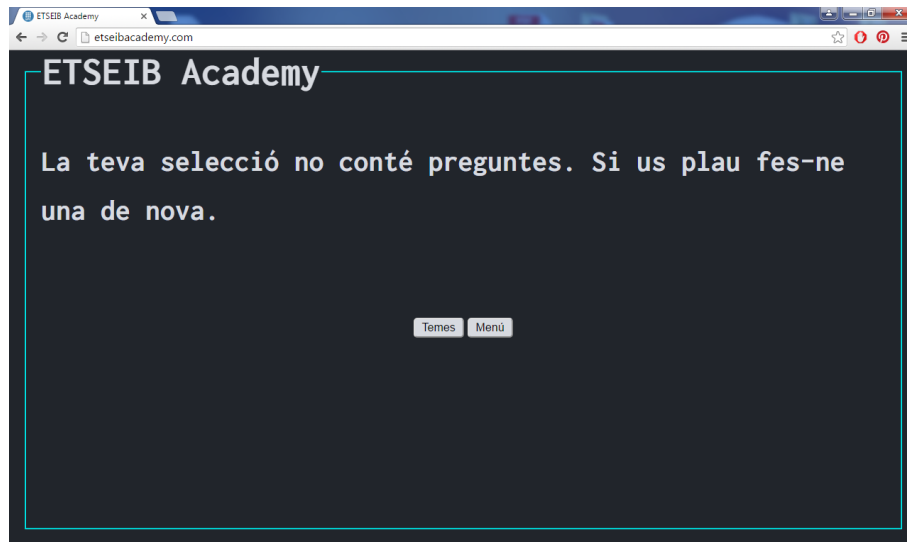 ETSEIB Academy
etseibacademy.com
ETSEIB Academy
La teva selecció no conté preguntes. Si us plau fes-ne
una de nova.
Temes Menú